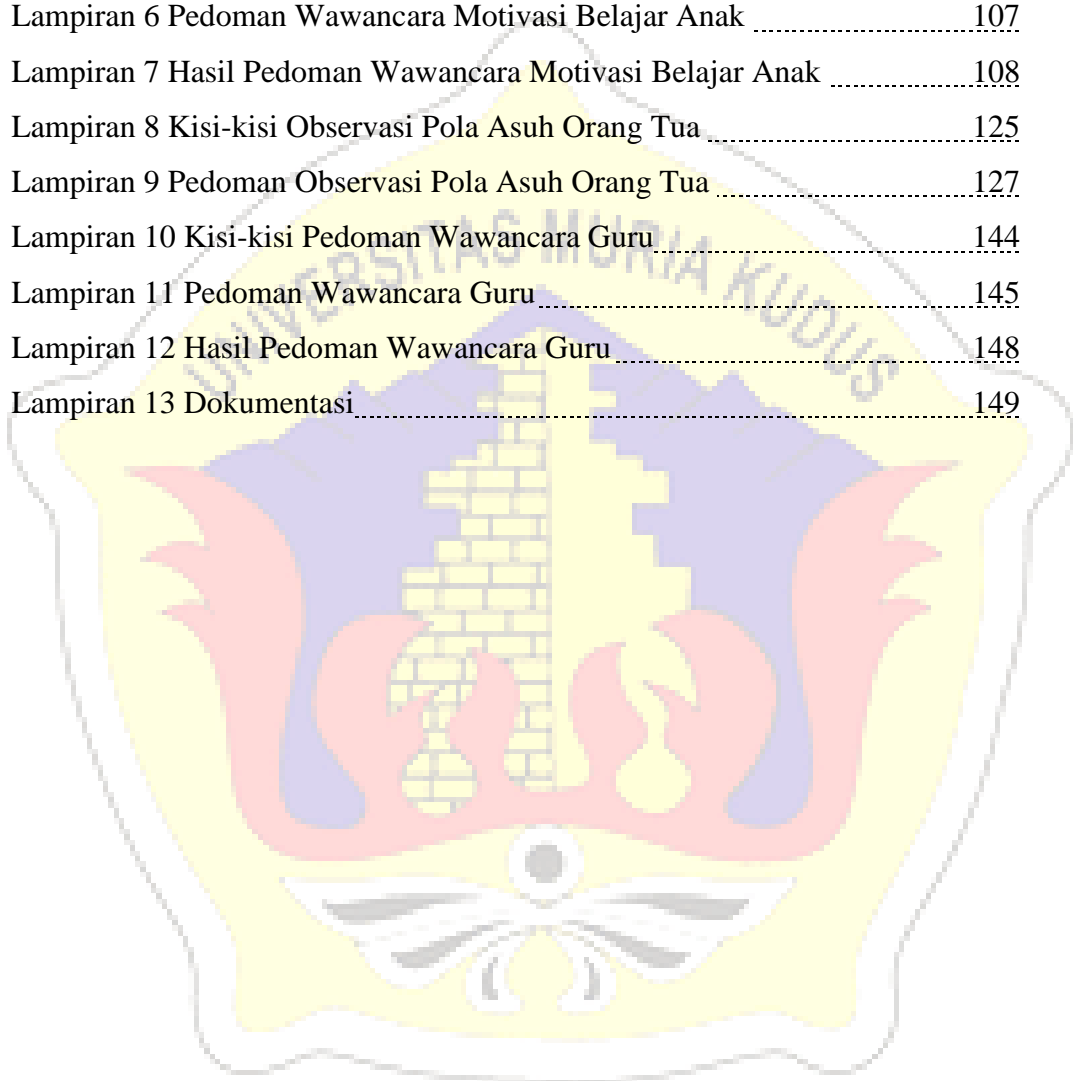 Lampiran 6 Pedoman Wawancara Motivasi Belajar Anak 107
Lampiran 7 Hasil Pedoman Wawancara Motivasi Belajar Anak 108
Lampiran 8 Kisi-kisi Observasi Pola Asuh Orang Tua 125
Lampiran 9 Pedoman Observasi Pola Asuh Orang Tua 127
Lampiran 10 Kisi-kisi Pedoman Wawancara Guru 144
Lampiran 11 Pedoman Wawancara Guru 145
Lampiran 12 Hasil Pedoman Wawancara Guru 148
Lampiran 13 Dokumentasi 149
UNIVERSITAS MURIA KUDUS